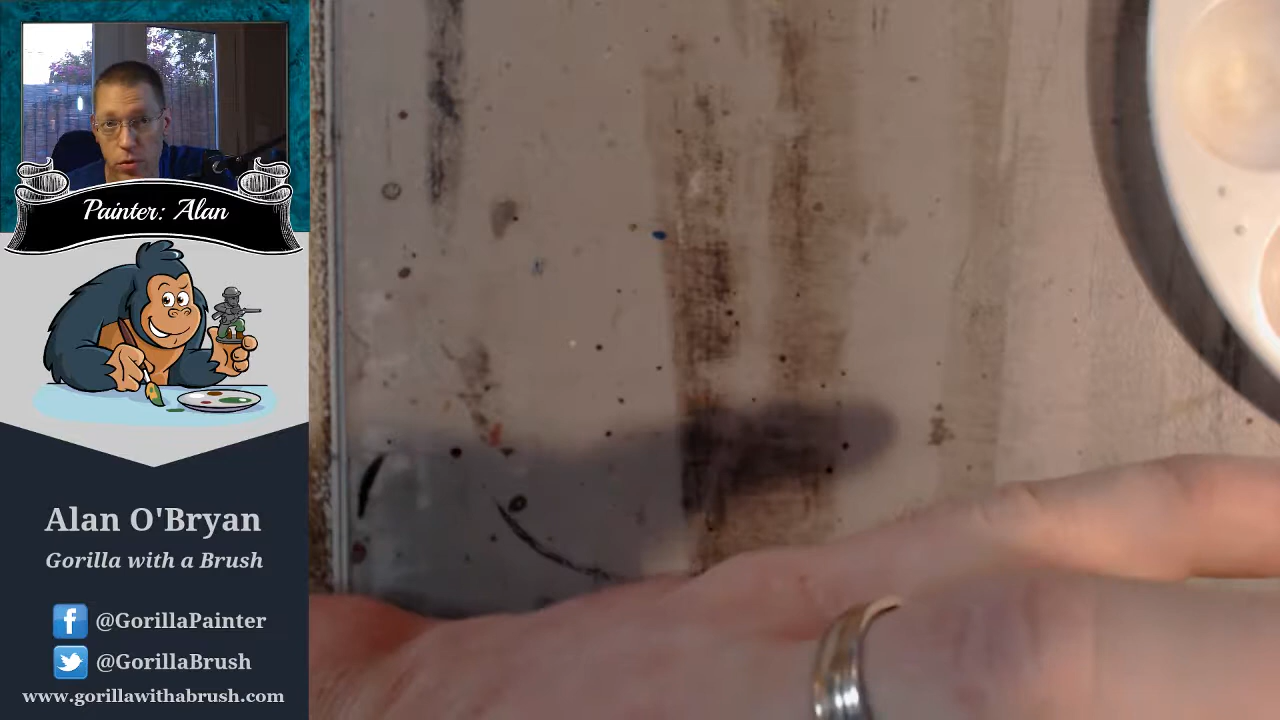 Painter: Alan
Alan O'Bryan
Gorilla with a Brush
@GorillaPainter
@GorillaBrush
www.gorillawithabrush.com